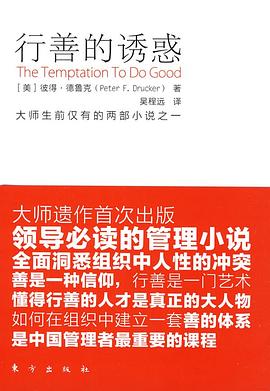 行善的诱惑
The Temptation To Do Good
[美]彼得·德鲁克(Peter F. Drucker) 著
吴程远 译
大师生前仅有的两部小说之一
大师遗作首次出版
领导必读的管理小说
全面洞悉组织中人性的冲突
善是一种信仰，行善是一门艺术
懂得行善的人才是真正的大人物
如何在组织中建立一套善的体系
是中国管理者最重要的课程
东方出版社